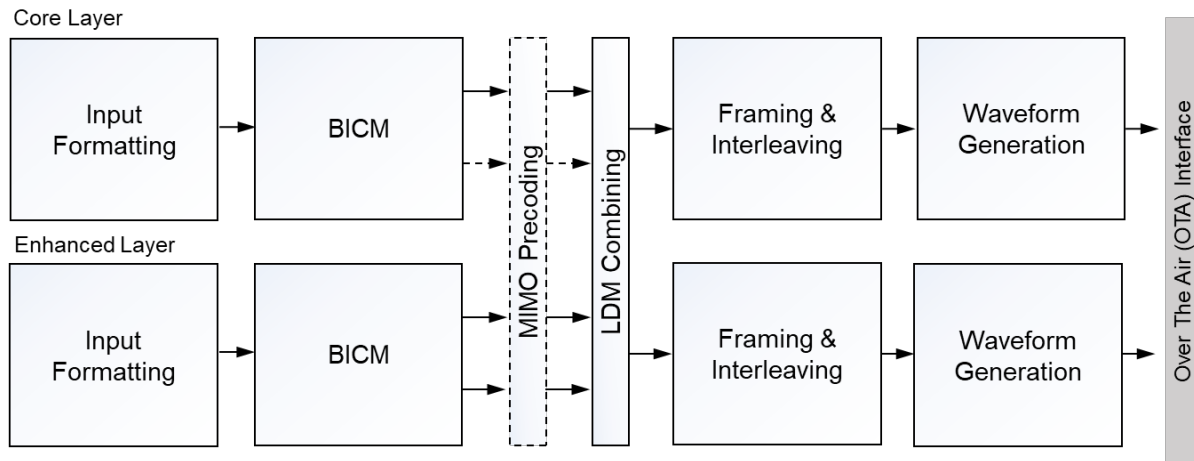 Core Layer
Input
Formatting
BICM
MIMO Precoding
LDM Combining
Framing &
Interleaving
Waveform
Generation
Over The Air (OTA) Interface
Enhanced Layer
Input
Formatting
BICM
Framing &
Interleaving
Waveform
Generation